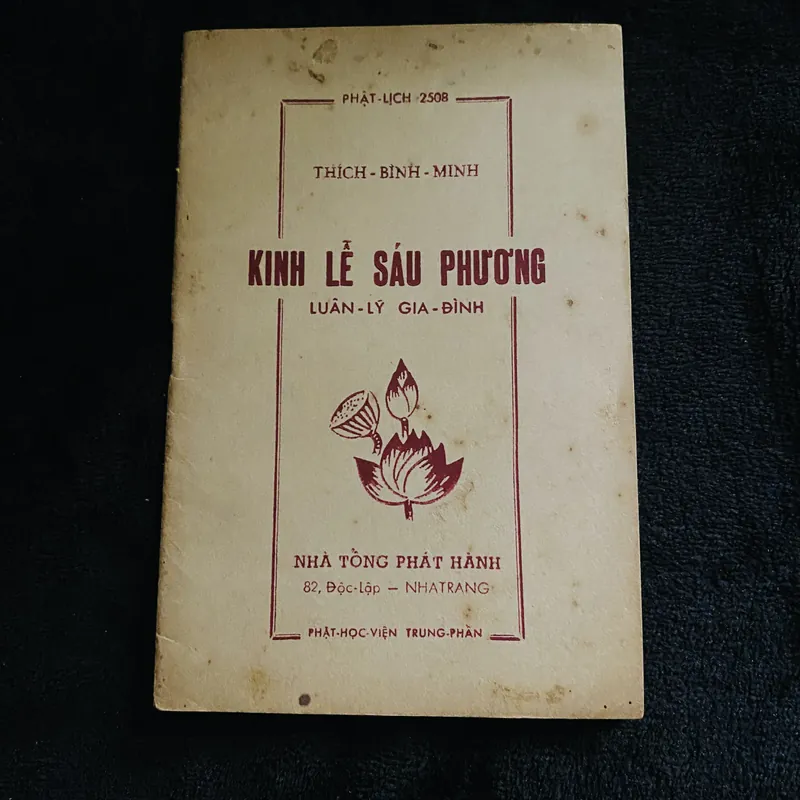 PHẬT-LỊCH 2508
THÍCH-BÌNH-MINH
KINH LỄ SÁU PHƯƠNG
LUÂN-LÝ GIA-ĐÌNH
NHÀ TỔNG PHÁT HÀNH
82, Độc-Lập — NHATRANG
PHẬT-HỌC-VIỆN TRUNG-PHẦN